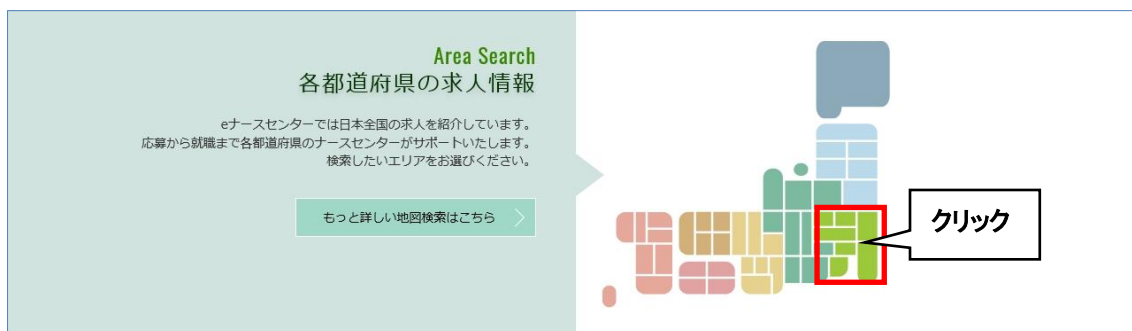 Area Search
各都道府県の求人情報
eナースセンターでは日本全国の求人を紹介しています。
応募から就職まで各都道府県のナースセンターがサポートいたします。
検索したいエリアをお選びください。
もっと詳しい地図検索はこちら
クリック